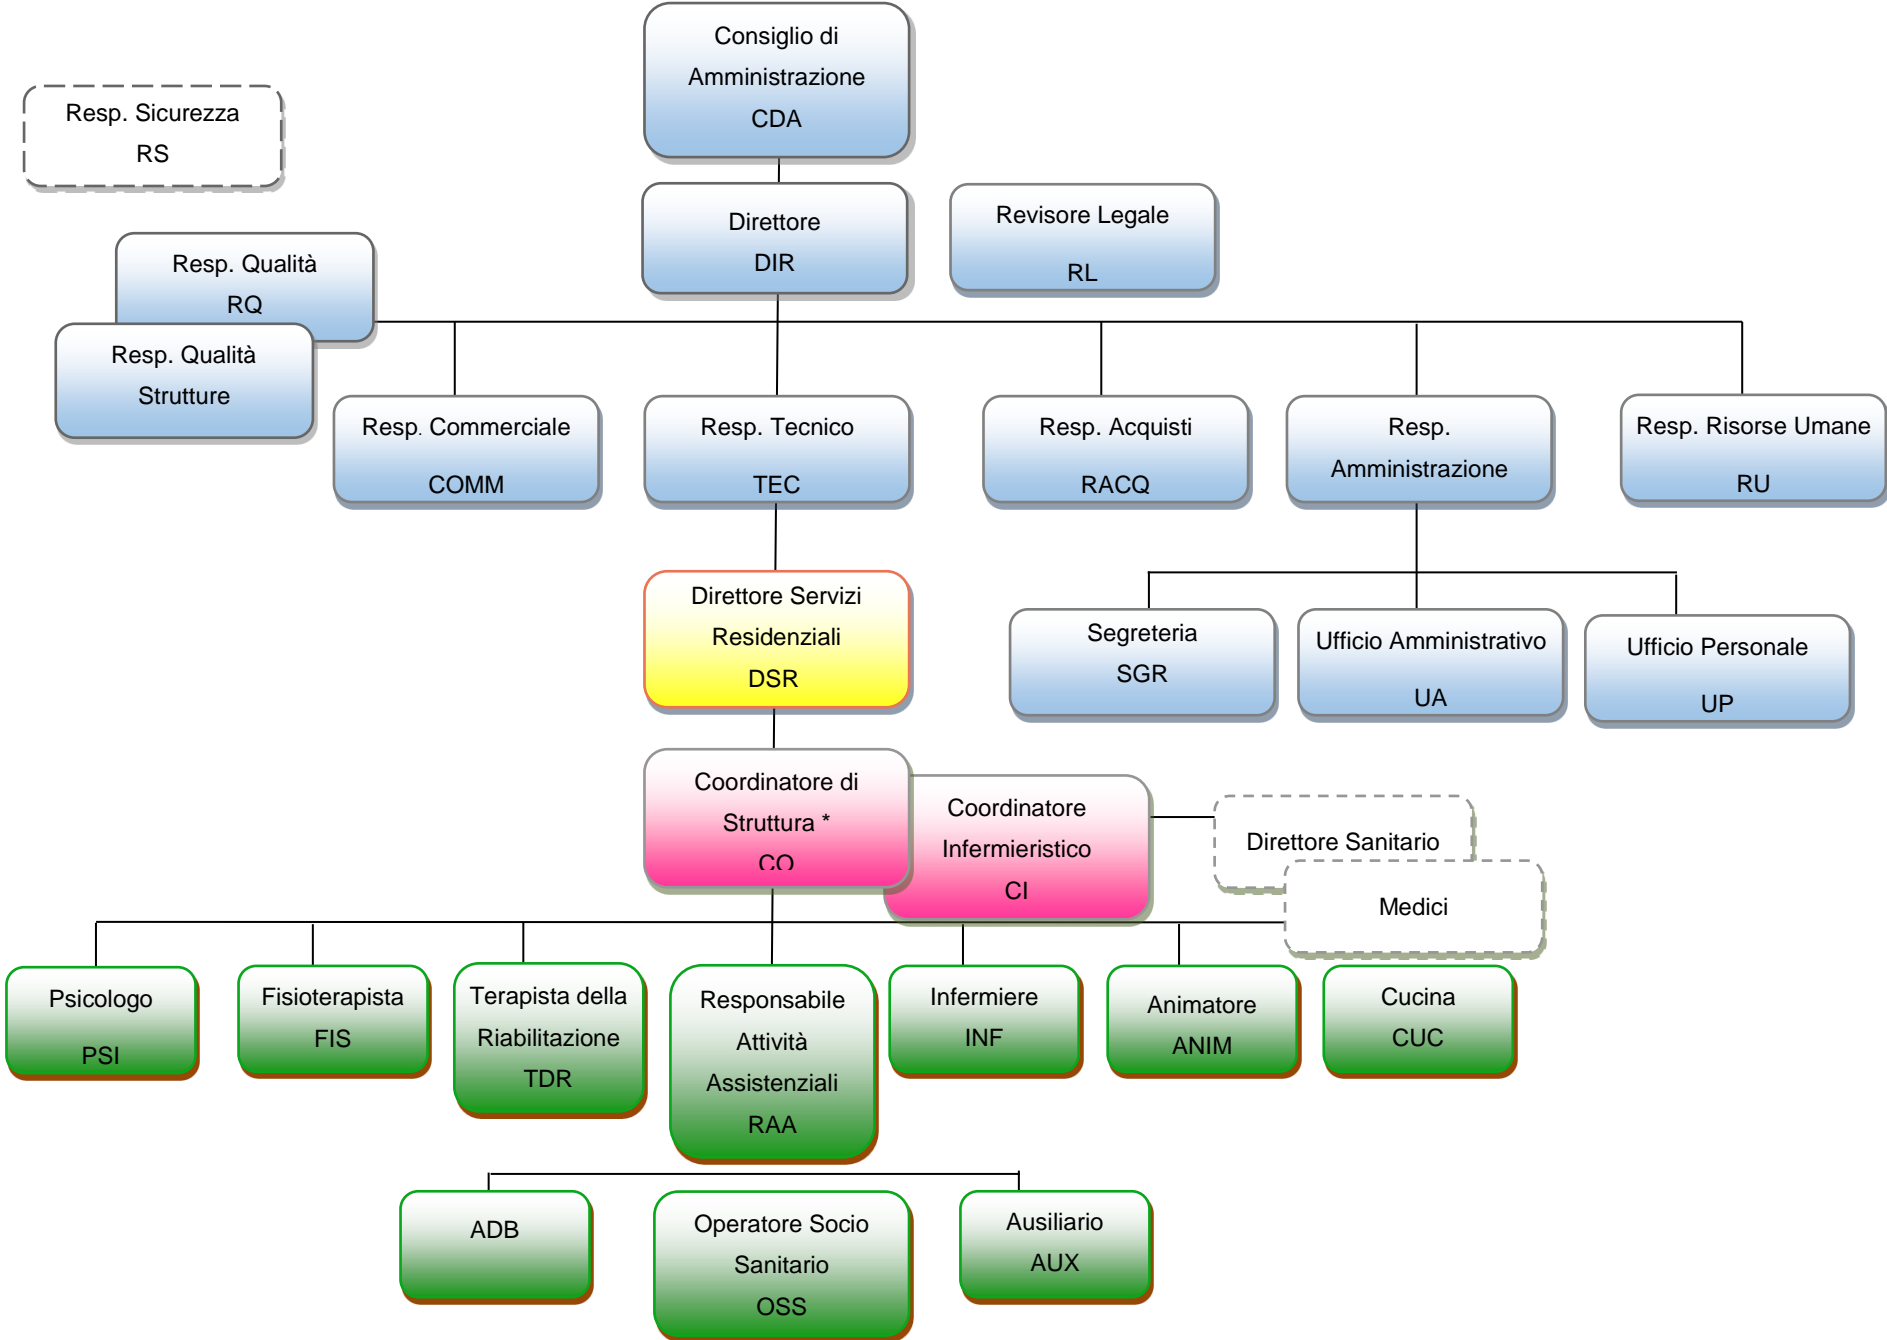 Consiglio di
Amministrazione
CDA
Resp. Sicurezza
RS
Direttore
DIR
Revisore Legale
RL
Resp. Qualità
RQ
Resp. Qualità
Strutture
Resp. Commerciale
COMM
Resp. Tecnico
TEC
Resp. Acquisti
RACQ
Resp.
Amministrazione
Resp. Risorse Umane
RU
Direttore Servizi
Residenziali
DSR
Segreteria
SGR
Ufficio Amministrativo
UA
Ufficio Personale
UP
Coordinatore di
Struttura *
CO
Coordinatore
Infermieristico
CI
Direttore Sanitario
Medici
Psicologo
PSI
Fisioterapista
FIS
Terapista della
Riabilitazione
TDR
Responsabile
Attività
Assistenziali
RAA
Infermiere
INF
Animatore
ANIM
Cucina
CUC
ADB
Operatore Socio
Sanitario
OSS
Ausiliario
AUX